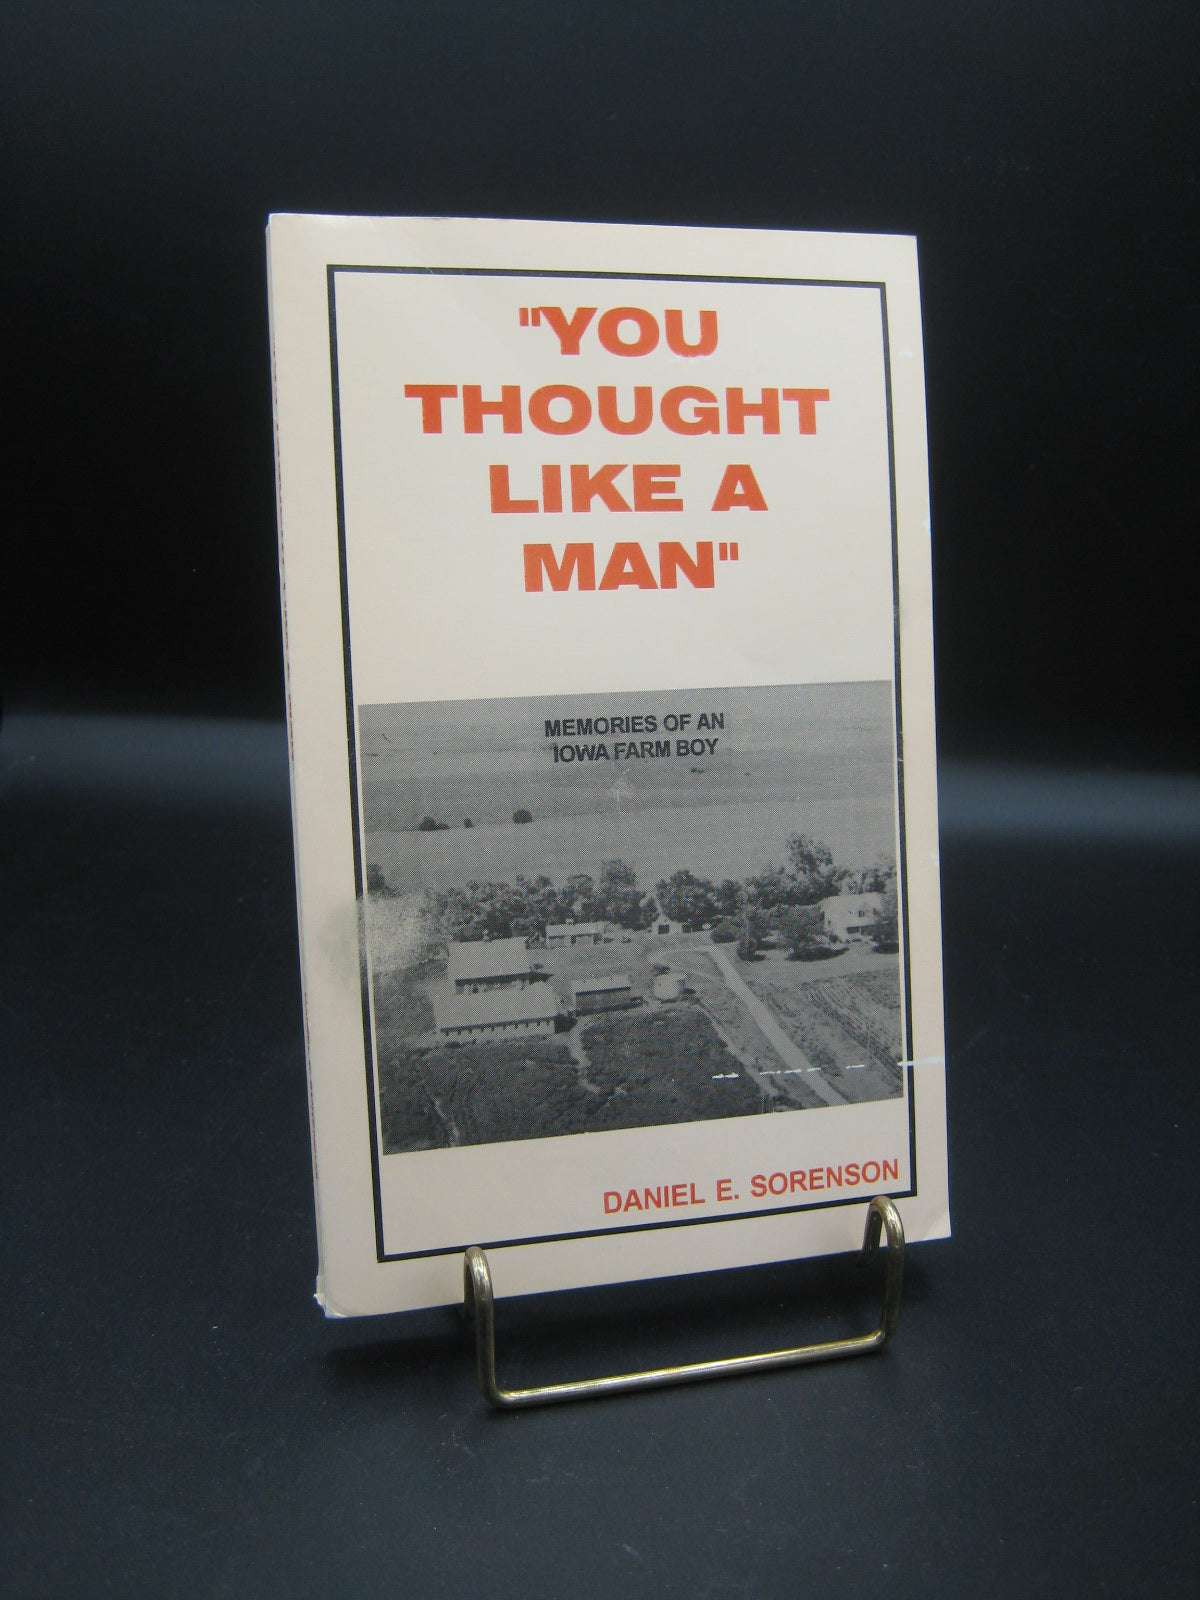 "YOU
THOUGHT
LIKE A
MAN"
MEMORIES OF AN
IOWA FARM BOY
DANIEL E. SORENSON